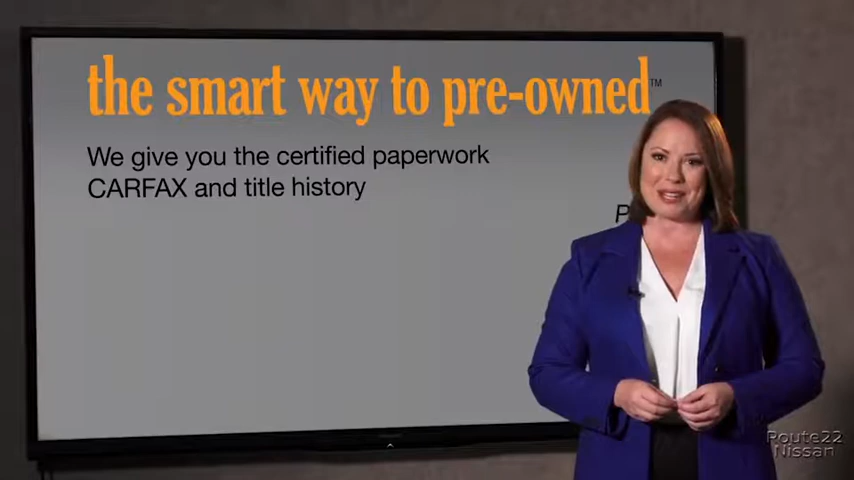 the smart way to pre-owned™
We give you the certified paperwork
CARFAX and title history
P
Route22
Nissan